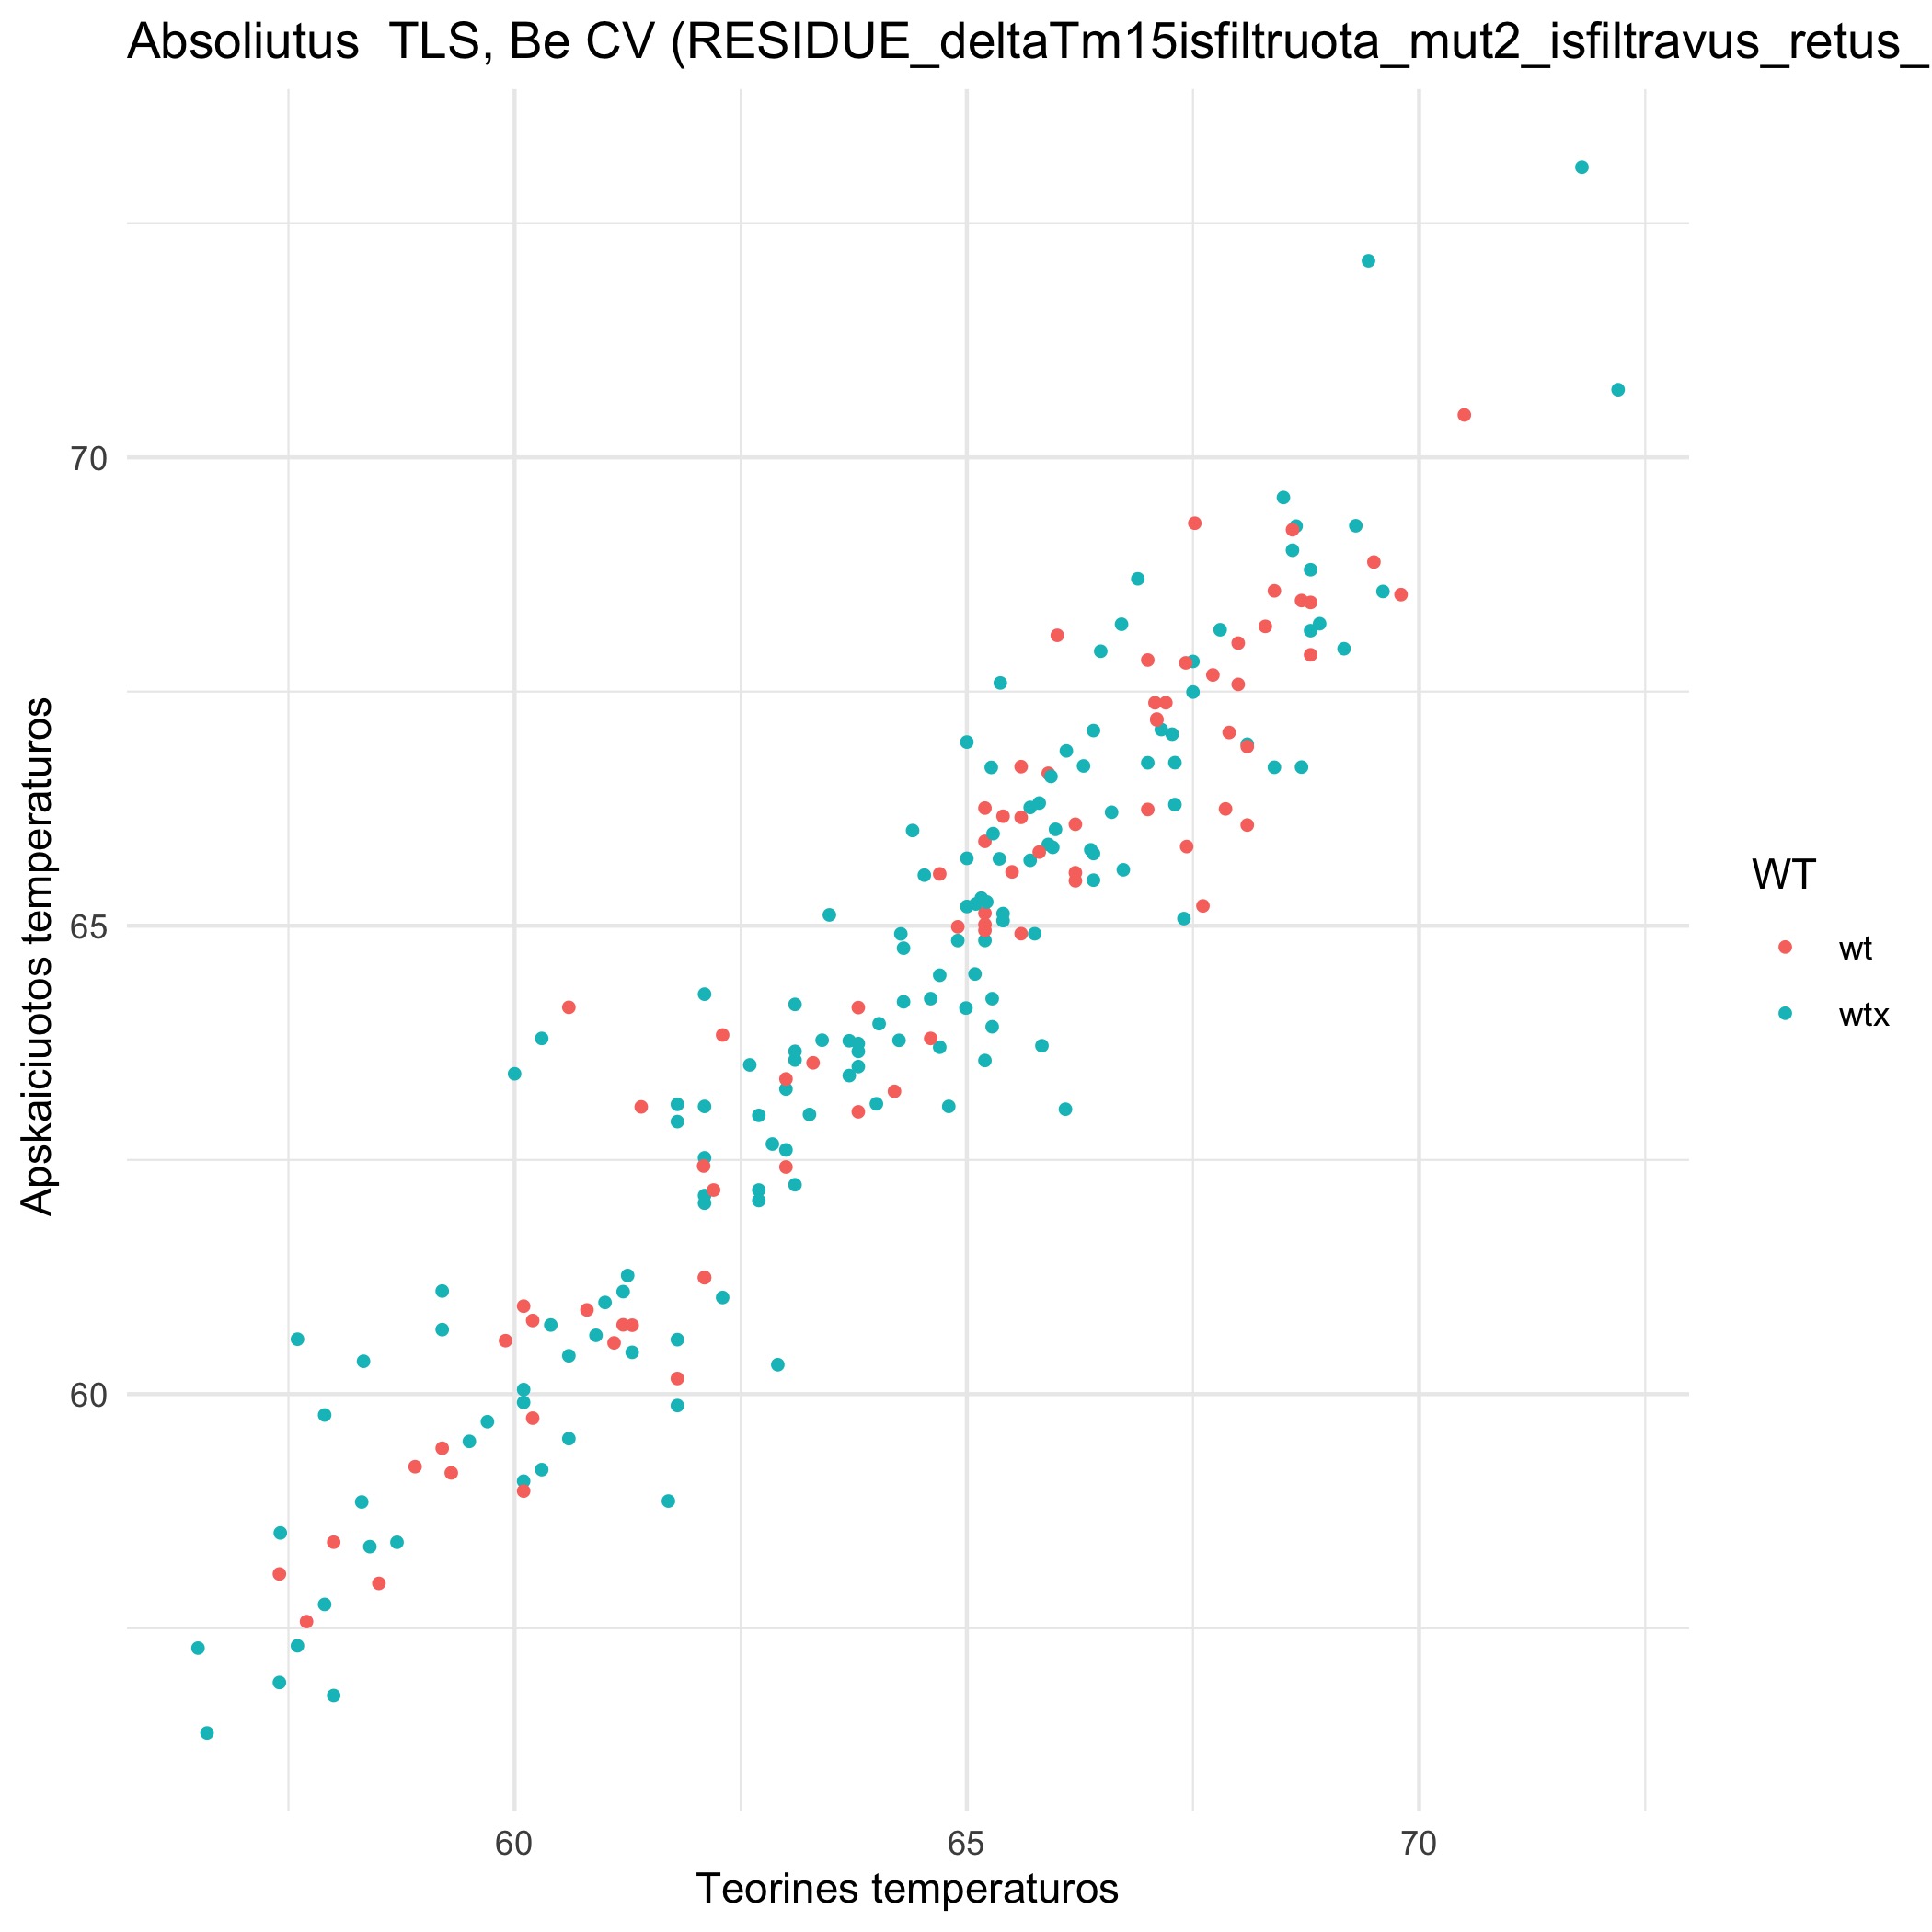 Absoliutus  TLS, Be CV (RESIDUE_deltaTm15isfiltruota_mut2_isfiltravus_retus_
70
65
60
Apskaiciuotos temperaturos
60
65
70
Teorines temperaturos
WT
wt
wtx